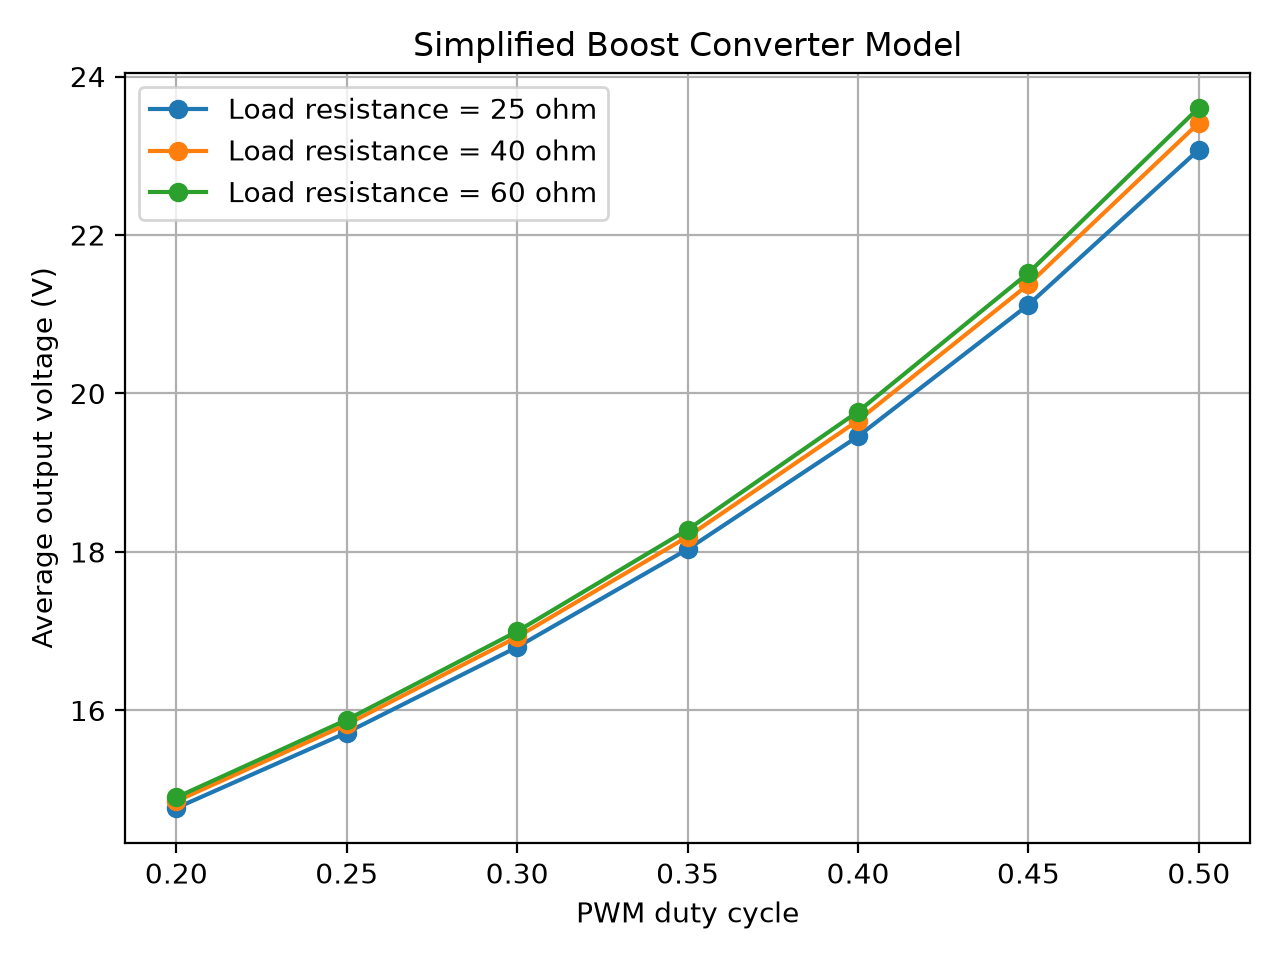 Simplified Boost Converter Model
Load resistance = 25 ohm
Load resistance = 40 ohm
Load resistance = 60 ohm
Average output voltage (V)
24
22
20
18
16
0.20 0.25 0.30 0.35 0.40 0.45 0.50
PWM duty cycle